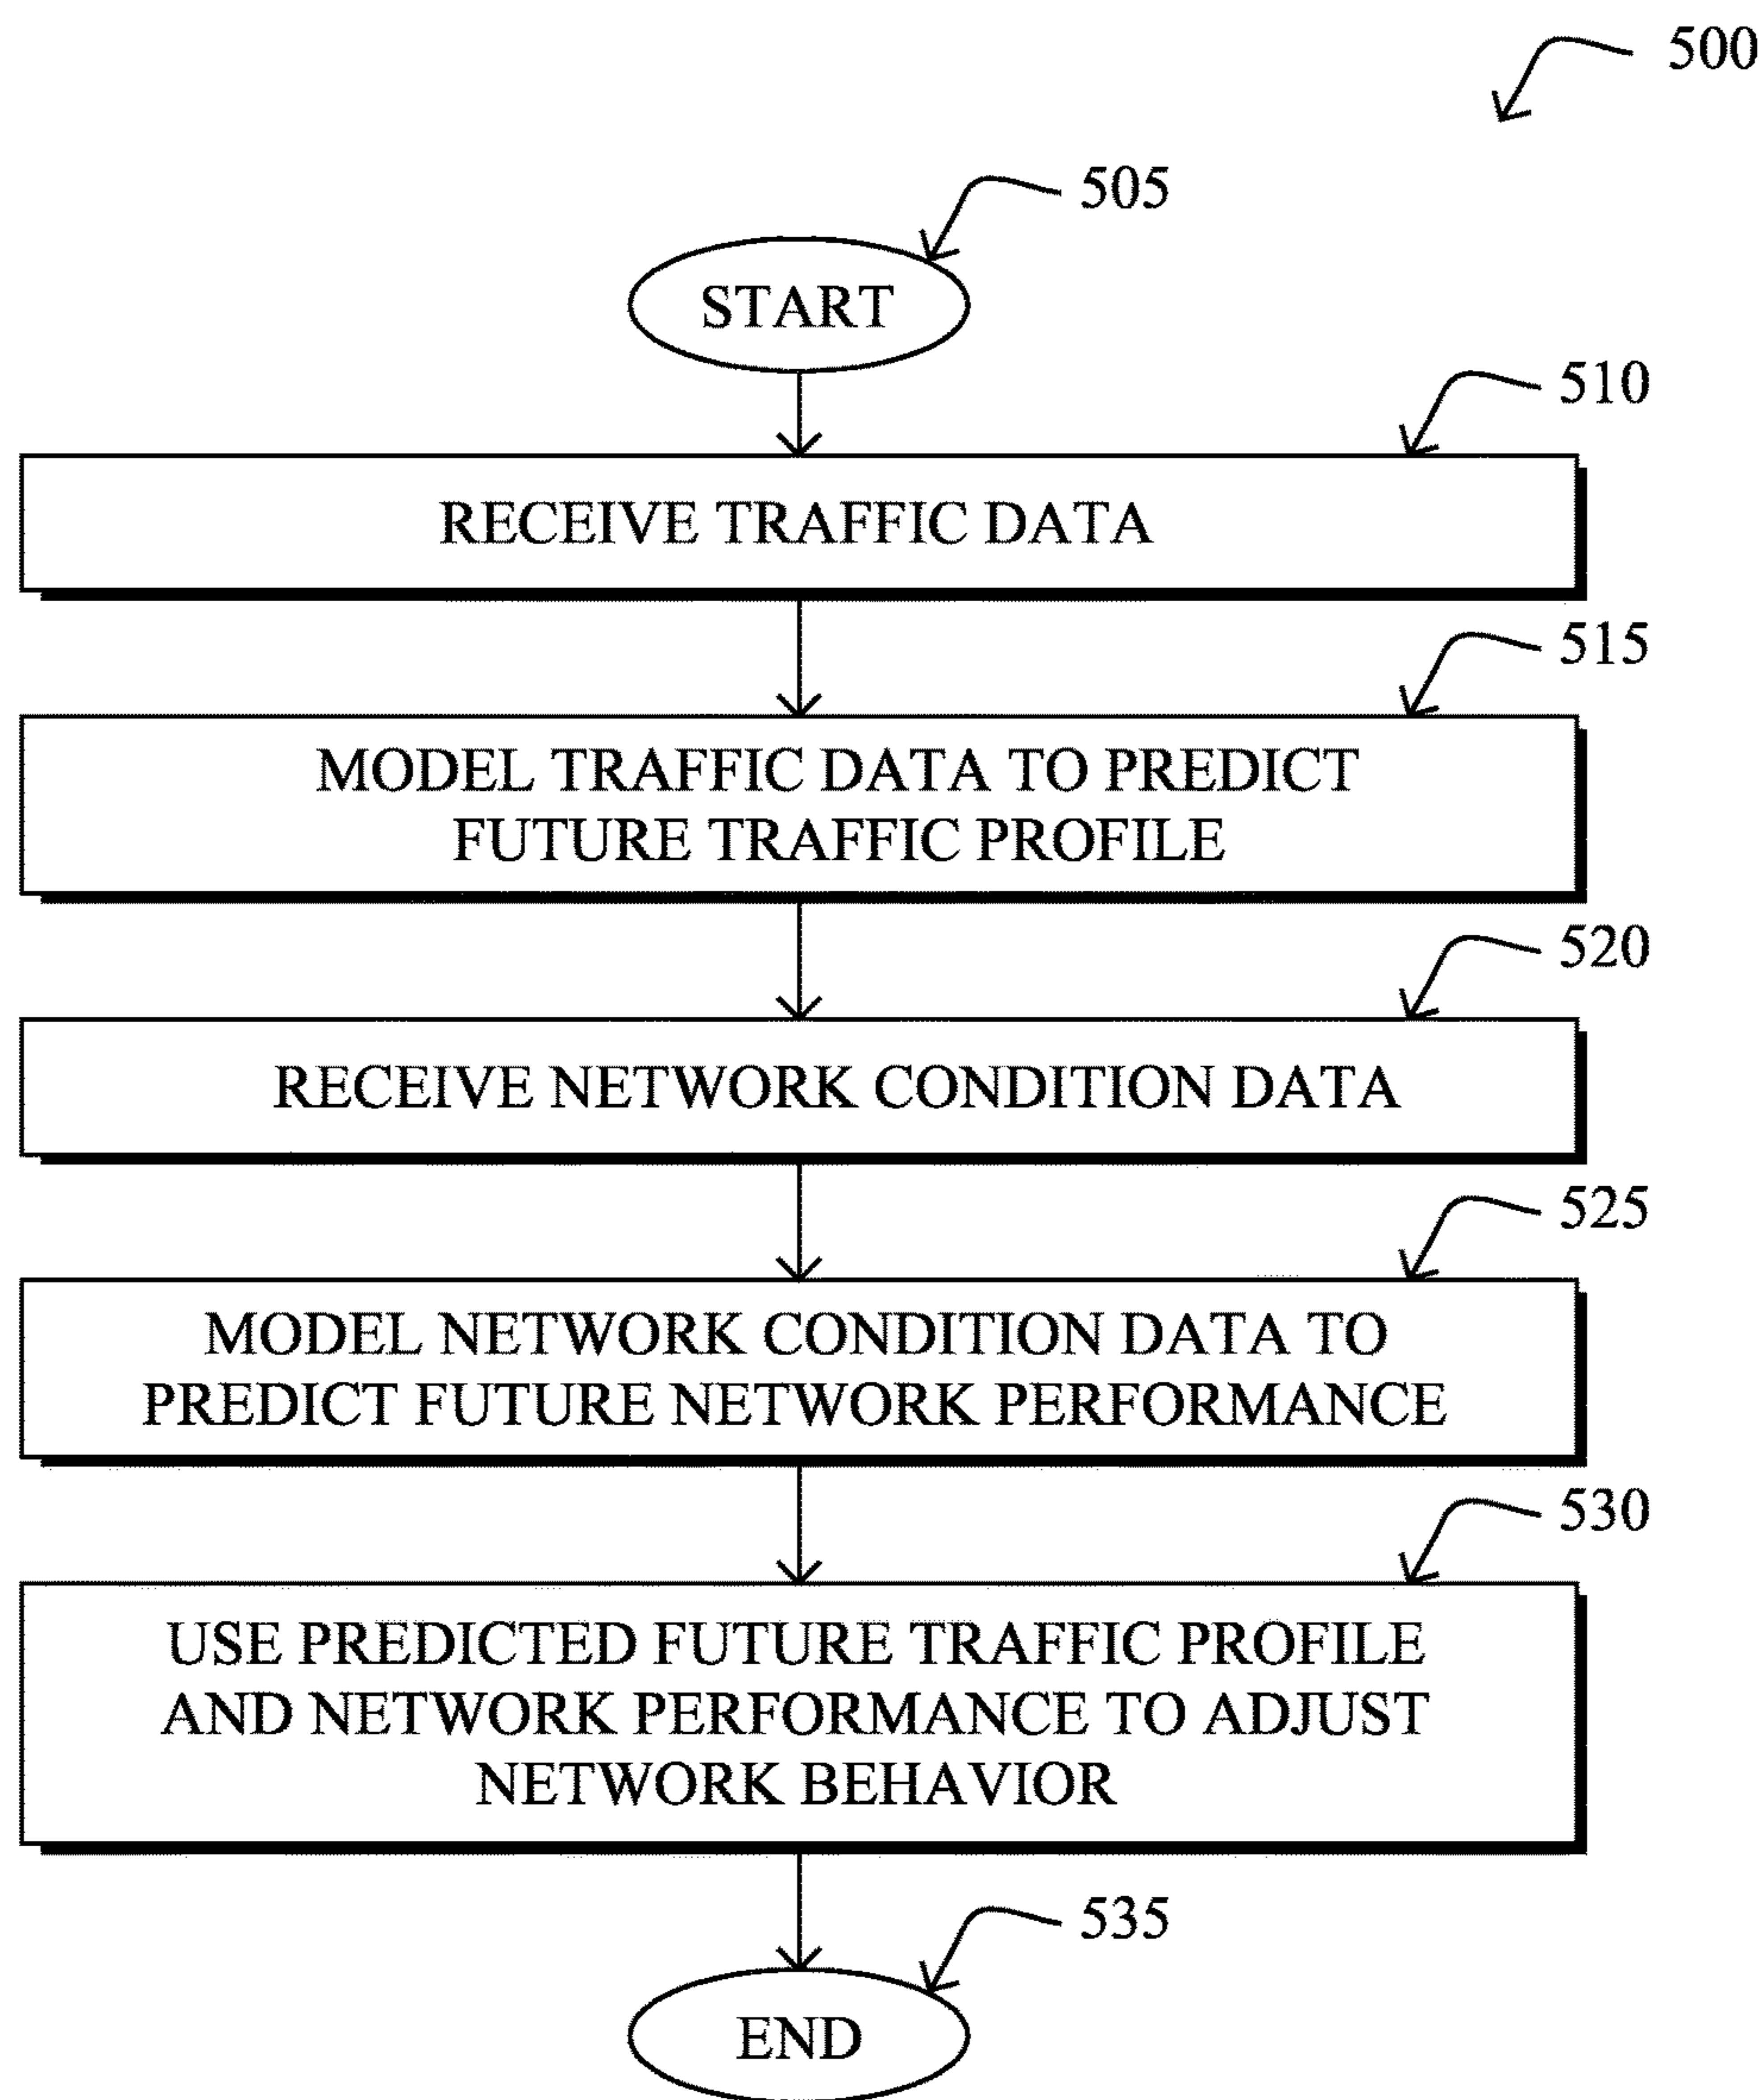 500
505
START
510
RECEIVE TRAFFIC DATA
515
MODEL TRAFFIC DATA TO PREDICT
FUTURE TRAFFIC PROFILE
520
RECEIVE NETWORK CONDITION DATA
525
MODEL NETWORK CONDITION DATA TO
PREDICT FUTURE NETWORK PERFORMANCE
530
USE PREDICTED FUTURE TRAFFIC PROFILE
AND NETWORK PERFORMANCE TO ADJUST
NETWORK BEHAVIOR
535
END